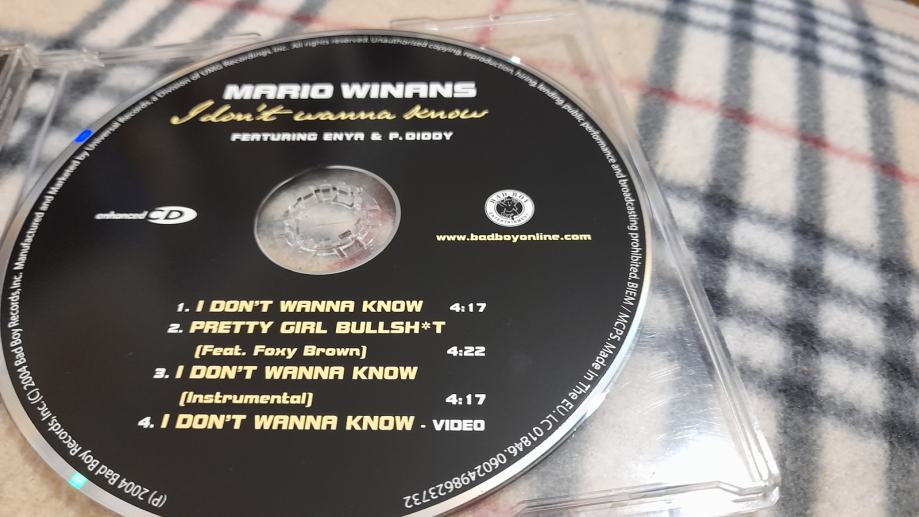 MARIO WINANS
I don't wanna know
FEATURING ENYA & P. DIDDY
enhanced CD
BAD BOY
ENTERTAINMENT
www.badboyonline.com
1. I DON'T WANNA KNOW 4:17
2. PRETTY GIRL BULLSH*T
(Feat. Foxy Brown) 4:22
3. I DON'T WANNA KNOW
(Instrumental) 4:17
4. I DON'T WANNA KNOW - VIDEO
(P) 2004 Bad Boy Records, Inc. (C) 2004 Bad Boy Records, Inc. Manufactured and Marketed by Universal Records, a Division of UMG Recordings, Inc. All rights reserved. Unauthorized copying, reproduction, hiring, lending, public performance and broadcasting prohibited. BIEM / MCPS. Made In The EU. LC 01846. 0602498623732